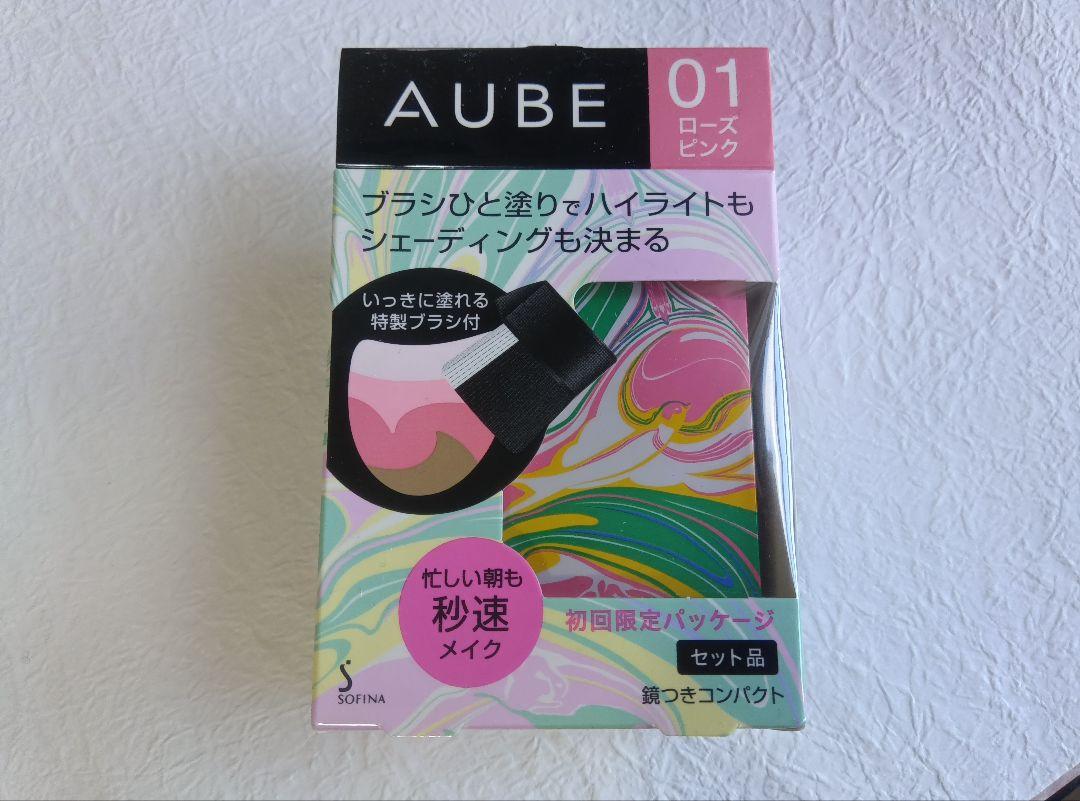 AUBE
01
ローズ
ピンク
ブラシひと塗りでハイライトも
シェーディングも決まる
いっきに塗れる
特製ブラシ付
忙しい朝も
秒速
メイク
初回限定パッケージ
セット品
鏡つきコンパクト
SOFINA